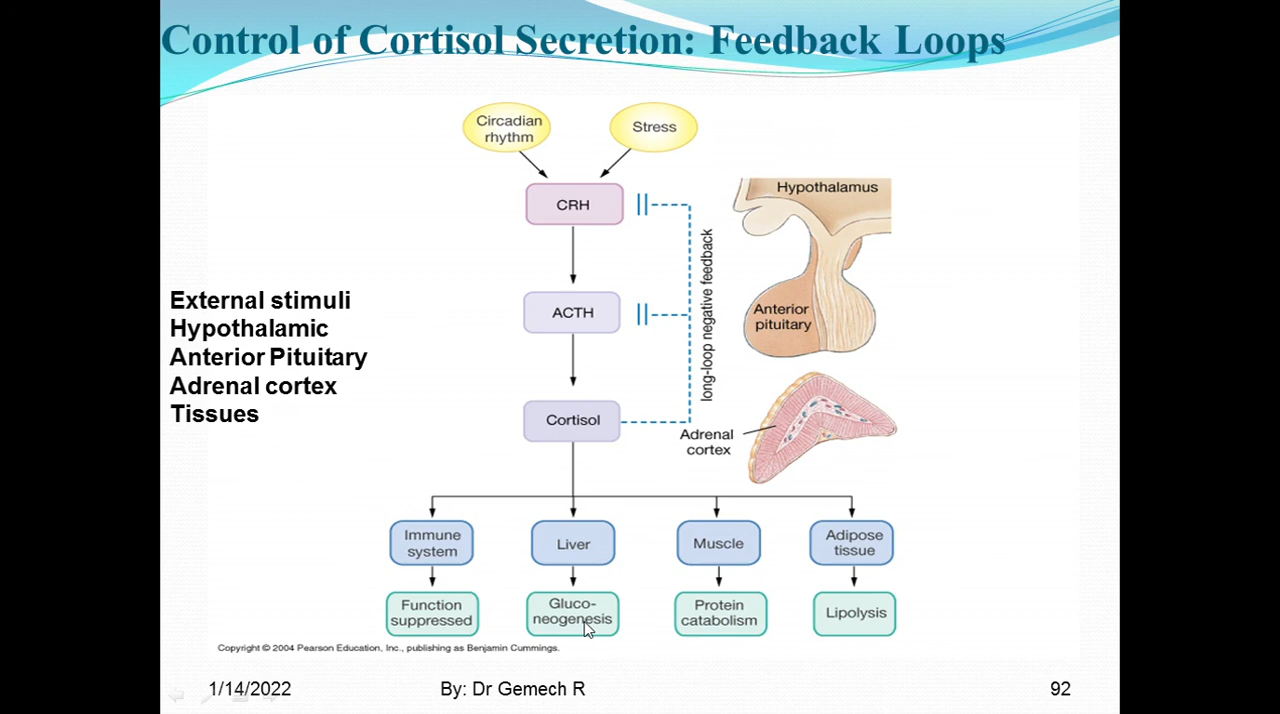 Control of Cortisol Secretion: Feedback Loops
Circadian
rhythm
Stress
CRH
Hypothalamus
long-loop negative feedback
External stimuli
Hypothalamic
Anterior Pituitary
Adrenal cortex
Tissues
ACTH
Anterior
pituitary
Cortisol
Adrenal
cortex
Immune
system
Liver
Muscle
Adipose
tissue
Function
suppressed
Gluco-
neogenesis
Protein
catabolism
Lipolysis
Copyright © 2004 Pearson Education, Inc., publishing as Benjamin Cummings.
1/14/2022
By: Dr Gemech R
92